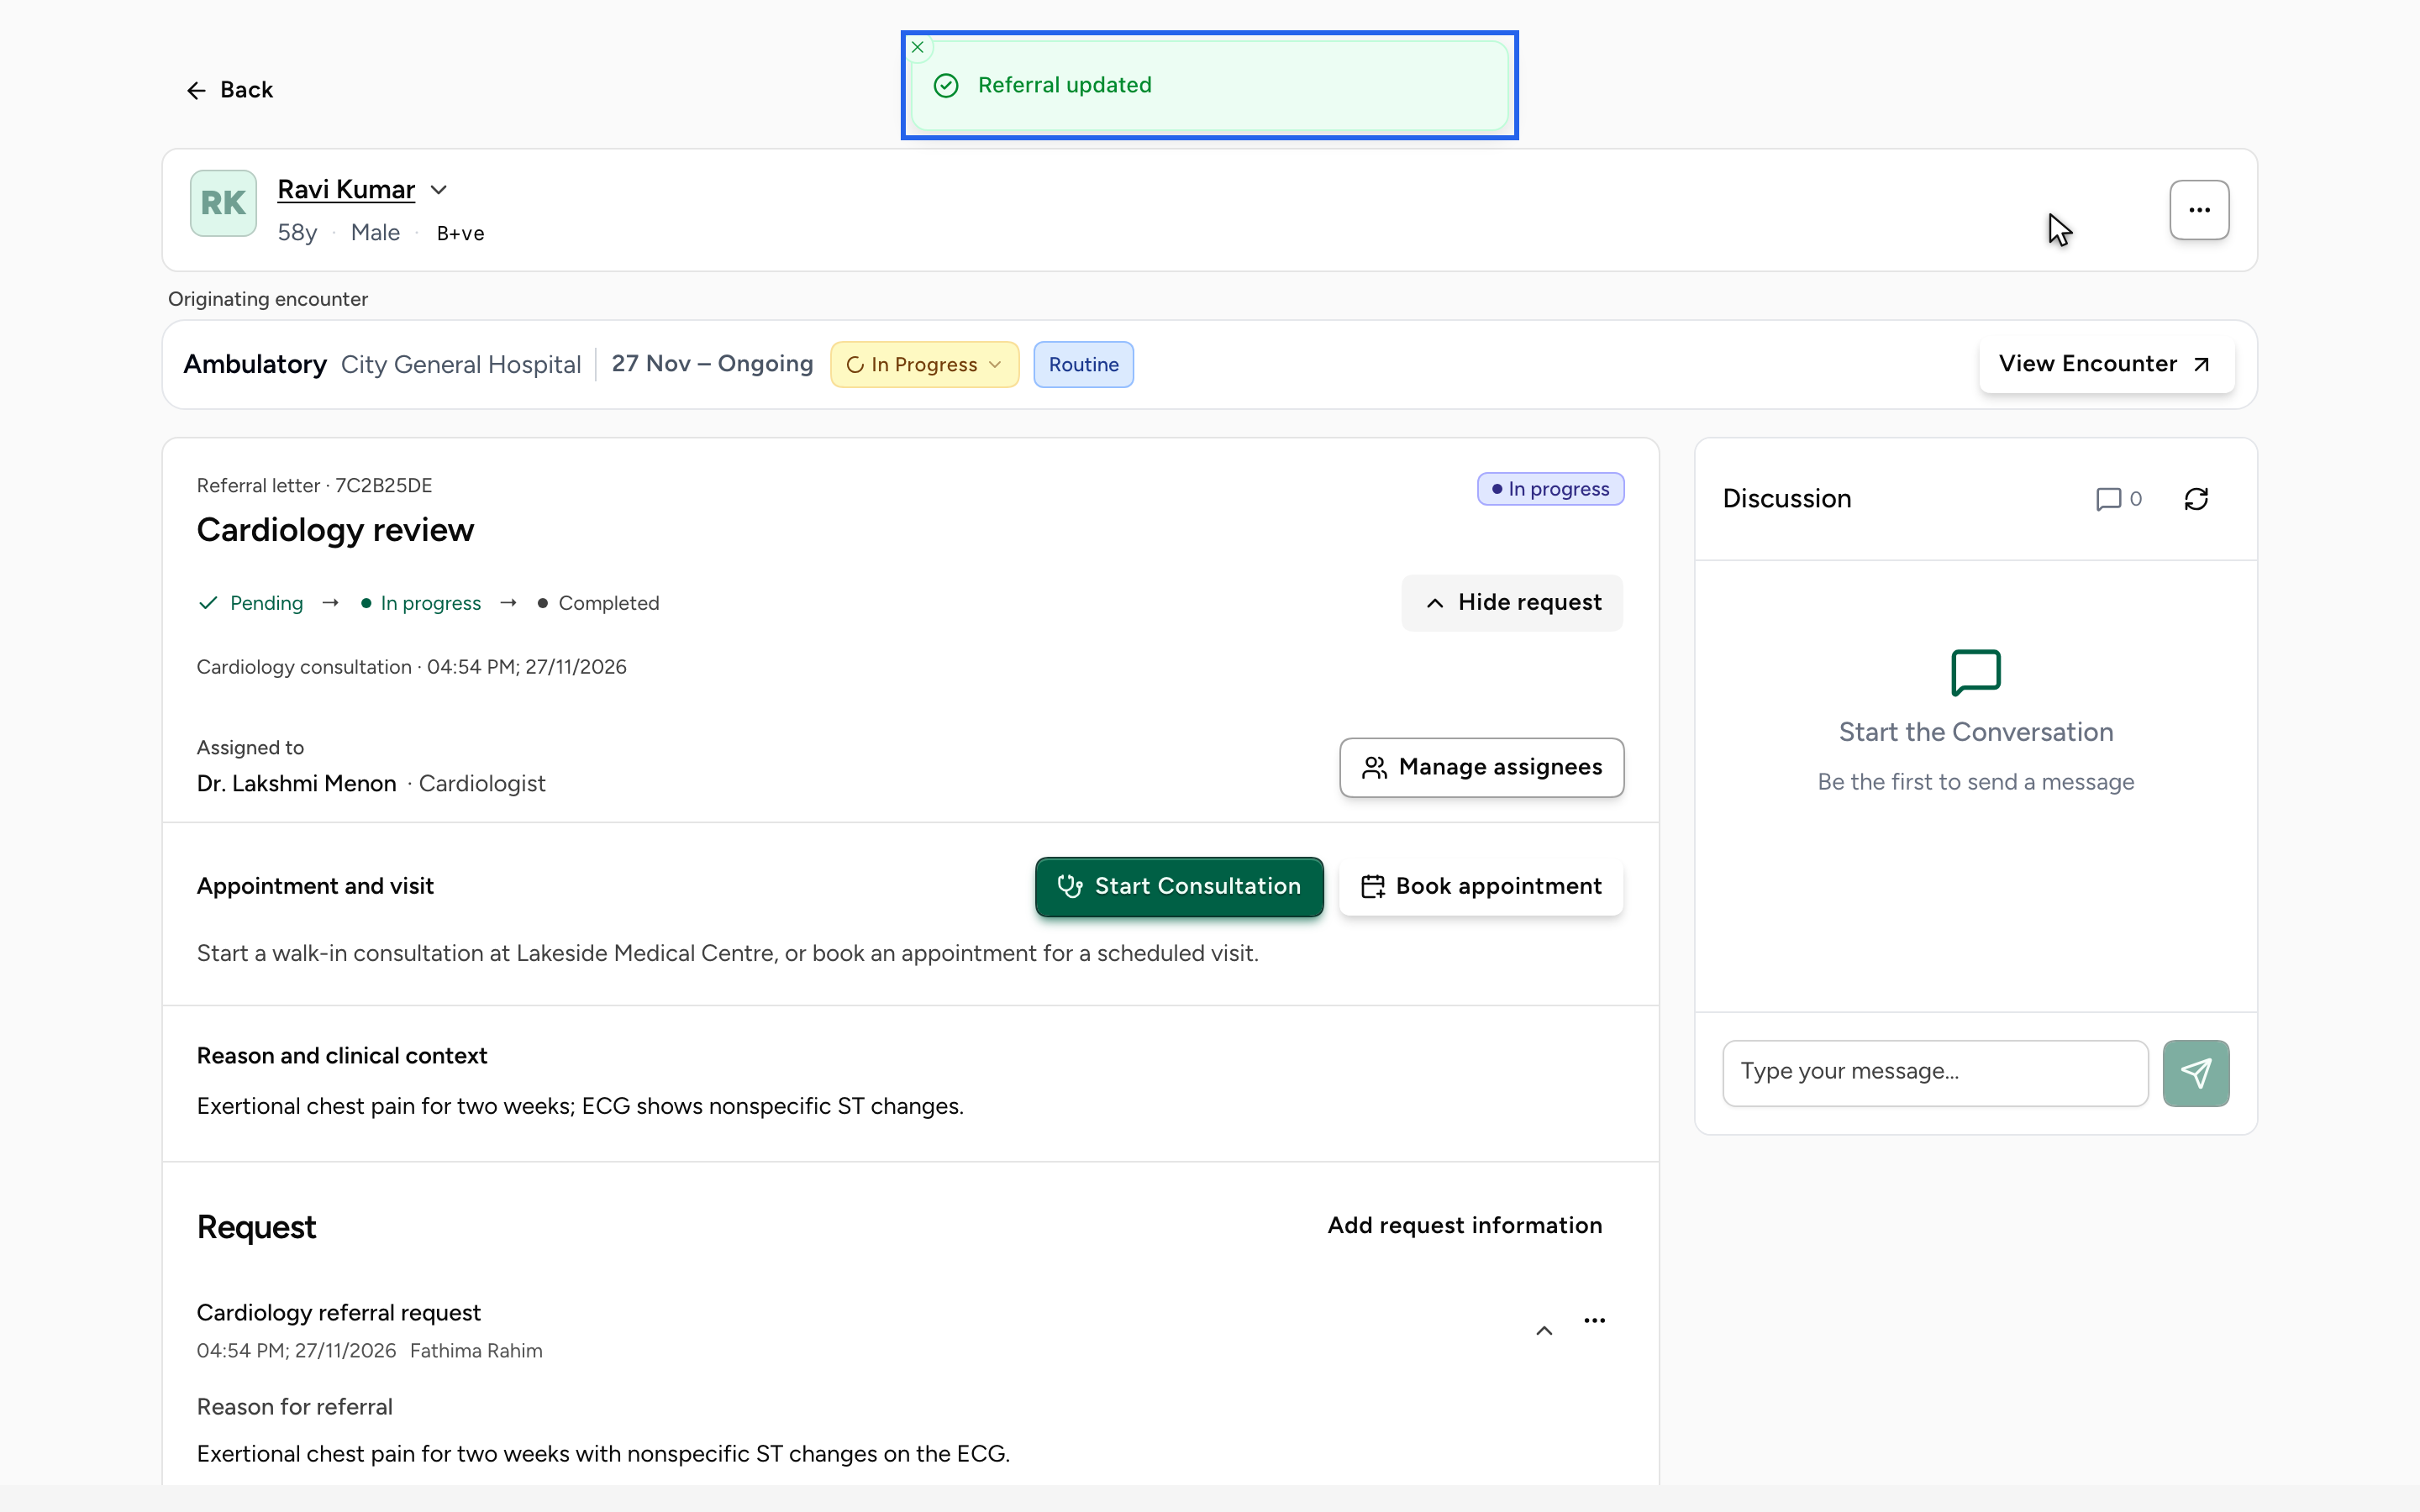 Back
Referral updated
RK
Ravi Kumar
58y · Male · B+ve
Originating encounter
Ambulatory City General Hospital 27 Nov – Ongoing In Progress Routine View Encounter
Referral letter · 7C2B25DE In progress
Cardiology review
Pending → In progress → Completed Hide request
Cardiology consultation · 04:54 PM; 27/11/2026
Assigned to
Dr. Lakshmi Menon · Cardiologist
Manage assignees
Appointment and visit Start Consultation Book appointment
Start a walk-in consultation at Lakeside Medical Centre, or book an appointment for a scheduled visit.
Reason and clinical context
Exertional chest pain for two weeks; ECG shows nonspecific ST changes.
Request Add request information
Cardiology referral request
04:54 PM; 27/11/2026 Fathima Rahim
Reason for referral
Exertional chest pain for two weeks with nonspecific ST changes on the ECG.
Discussion 0
Start the Conversation
Be the first to send a message
Type your message...